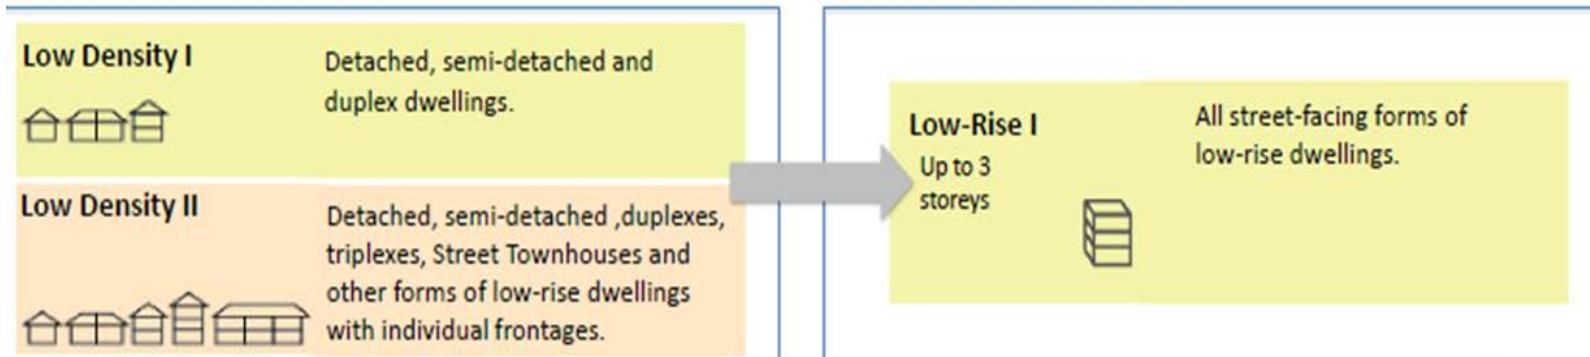 Low Density I
Detached, semi-detached and
duplex dwellings.
Low Density II
Detached, semi-detached ,duplexes,
triplexes, Street Townhouses and
other forms of low-rise dwellings
with individual frontages.
Low-Rise I
Up to 3
storeys
All street-facing forms of
low-rise dwellings.